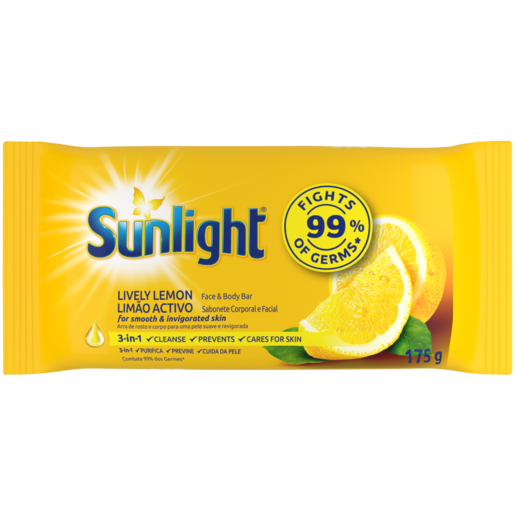 Sunlight®
FIGHTS
99%
OF GERMS*
LIVELY LEMON
LIMÃO ACTIVO
Face & Body Bar
Sabonete Corporal e Facial
for smooth & invigorated skin
Arra de rosto e corpo para uma pele suave e revigorada
3-in-1 ✓CLEANSE ✓PREVENTS ✓CARES FOR SKIN
3-in-1 ✓PURIFICA ✓PREVINE ✓CUIDA DA PELE
Combate 99% dos Germes*
175 g